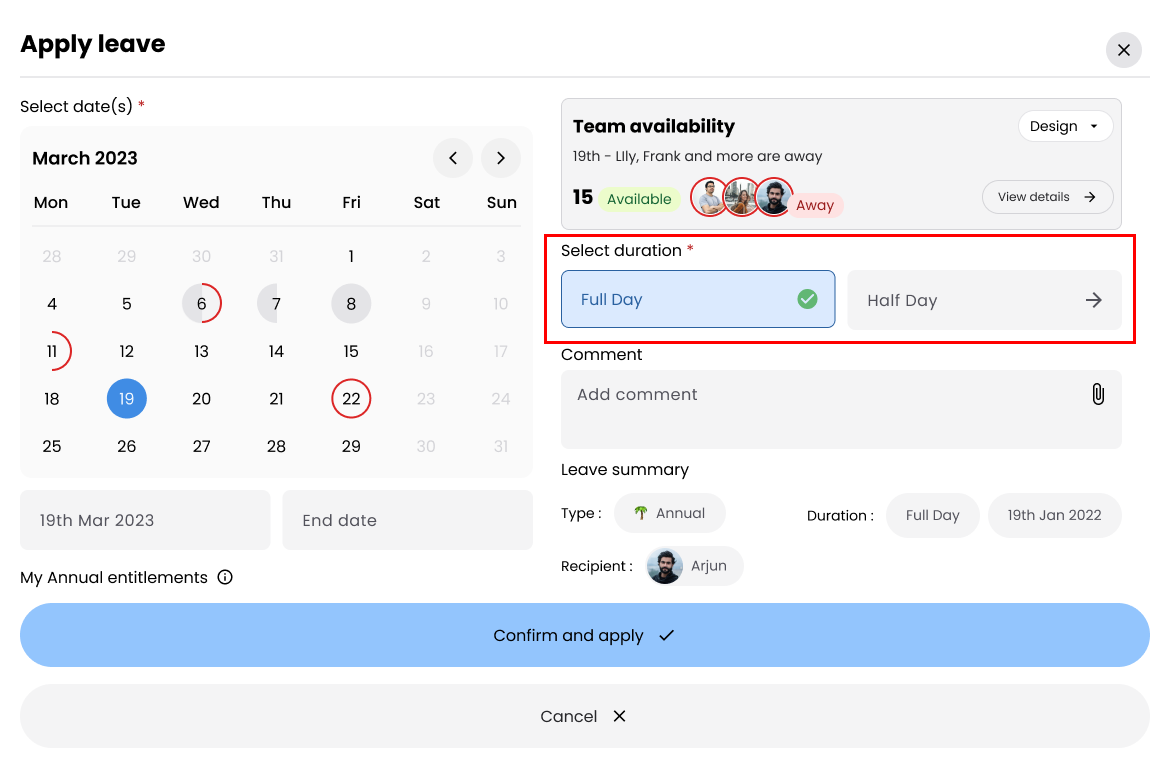 Apply leave
Select date(s) *
March 2023
Mon Tue Wed Thu Fri Sat Sun
28 29 30 31 1 2 3
4 5 6 7 8 9 10
11 12 13 14 15 16 17
18 19 20 21 22 23 24
25 26 27 28 29 30 31
19th Mar 2023 End date
My Annual entitlements
Team availability
Design
19th - LIly, Frank and more are away
15 Available Away
View details
Select duration *
Full Day Half Day
Comment
Add comment
Leave summary
Type : Annual Duration : Full Day 19th Jan 2022
Recipient : Arjun
Confirm and apply
Cancel